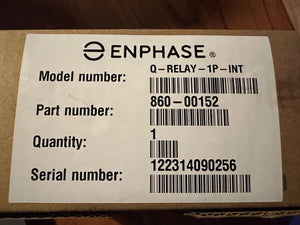 ENPHASE®
Model number: Q-RELAY-1P-INT
Part number: 860-00152
Quantity: 1
Serial number: 122314090256